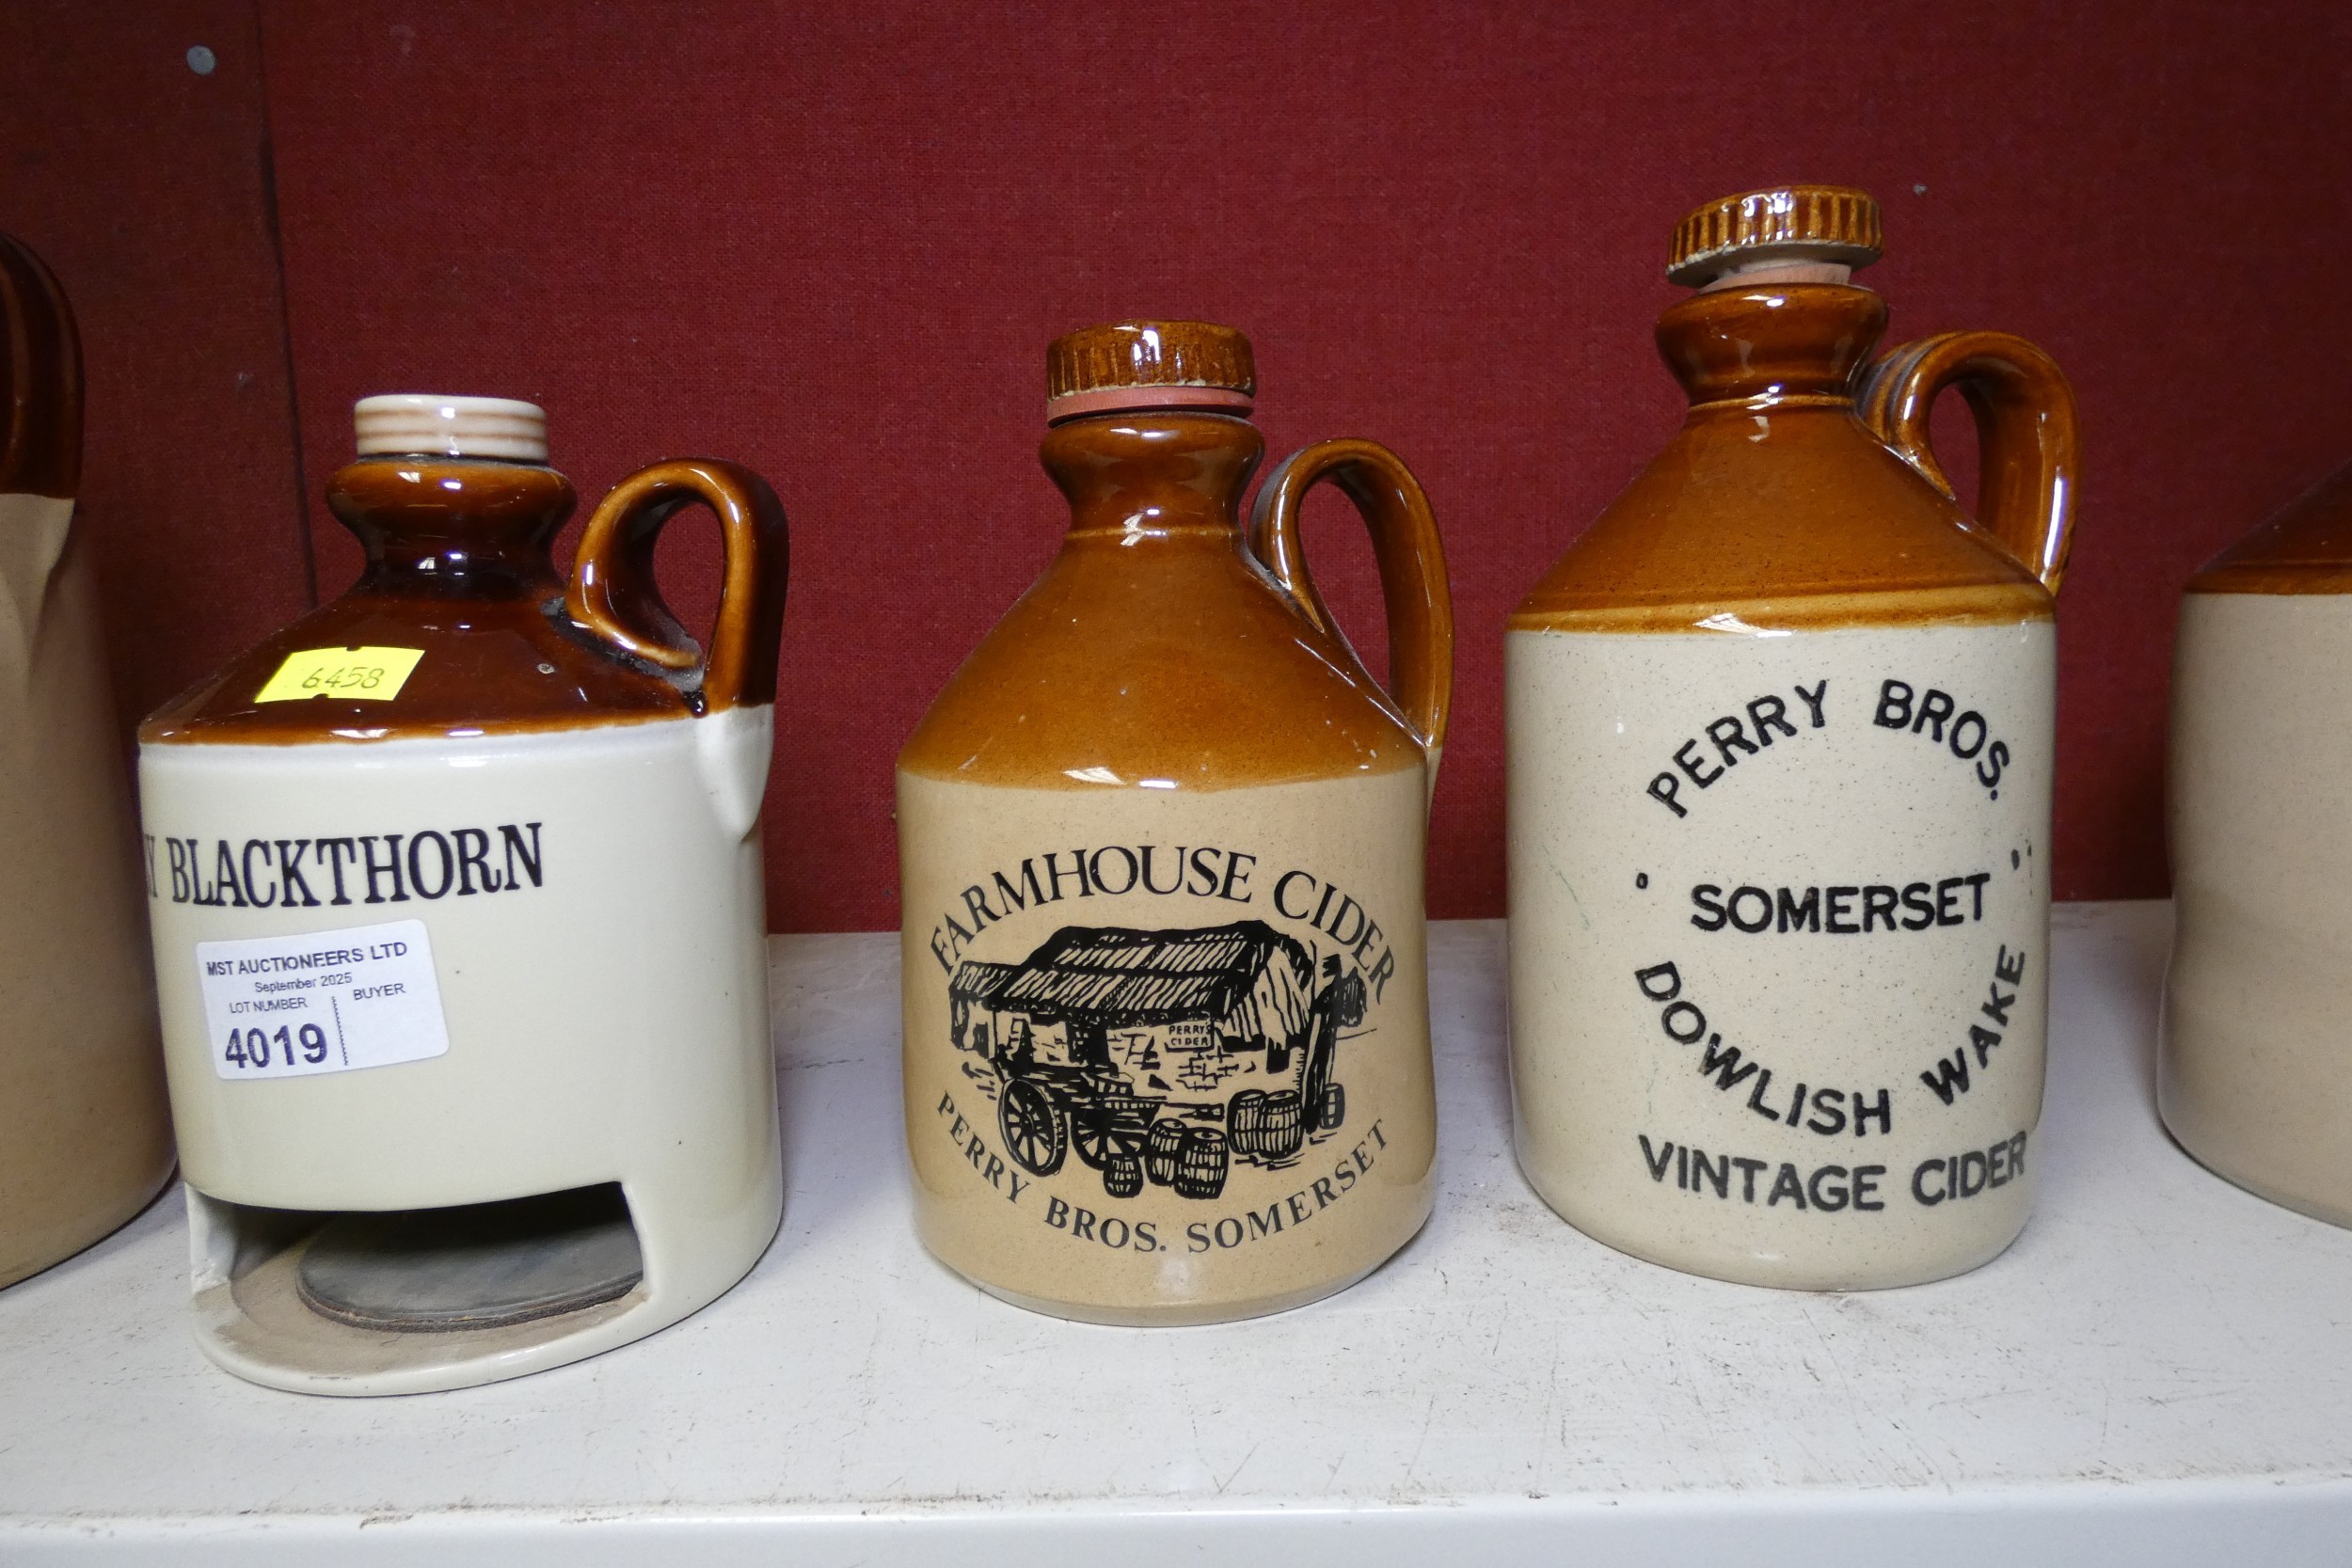 6458
Y BLACKTHORN
MST AUCTIONEERS LTD
September 2025
LOT NUMBER
BUYER
4019
FARMHOUSE CIDER
PERRY'S
CIDER
PERRY BROS. SOMERSET
PERRY BROS.
" SOMERSET "
DOWLISH WAKE
VINTAGE CIDER